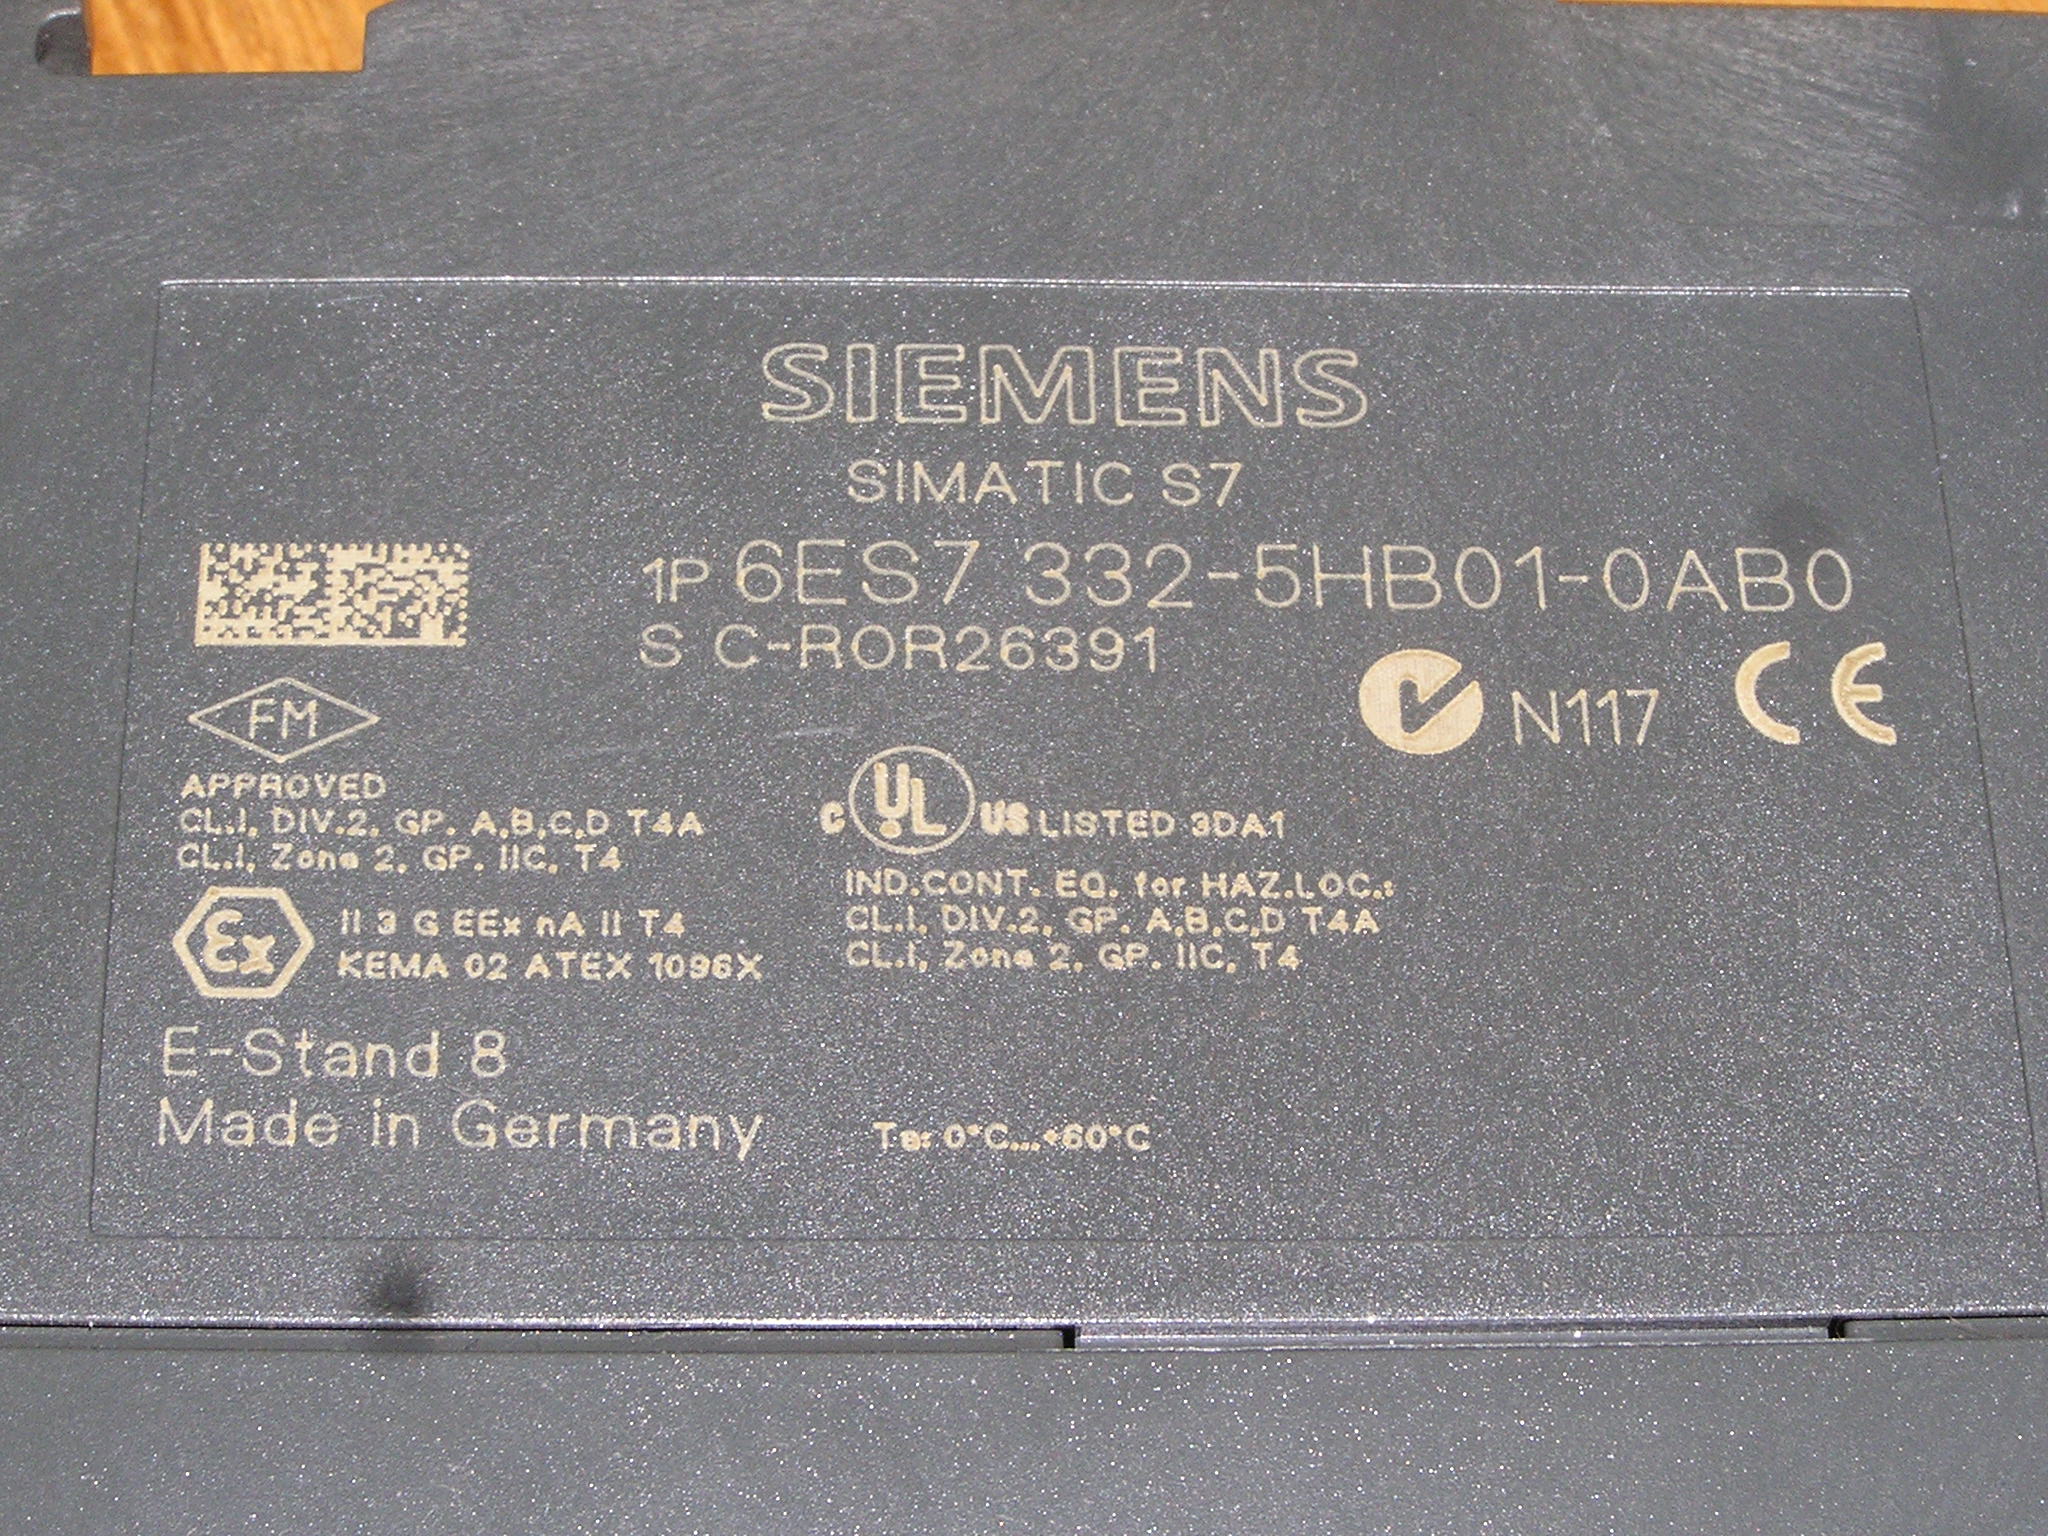 SIEMENS
SIMATIC S7
1P 6ES7 332-5HB01-0AB0
S C-R0R26391
N117 CE
FM
APPROVED
CL.I, DIV.2, GP. A,B,C,D T4A
CL.I, Zone 2, GP. IIC, T4
C UL US LISTED 3DA1
IND.CONT. EQ. for HAZ.LOC.:
CL.I, DIV.2, GP. A,B,C,D T4A
CL.I, Zone 2, GP. IIC, T4
Ex II 3 G EEx nA II T4
KEMA 02 ATEX 1096X
E-Stand 8
Made in Germany
Ta: 0°C...+60°C